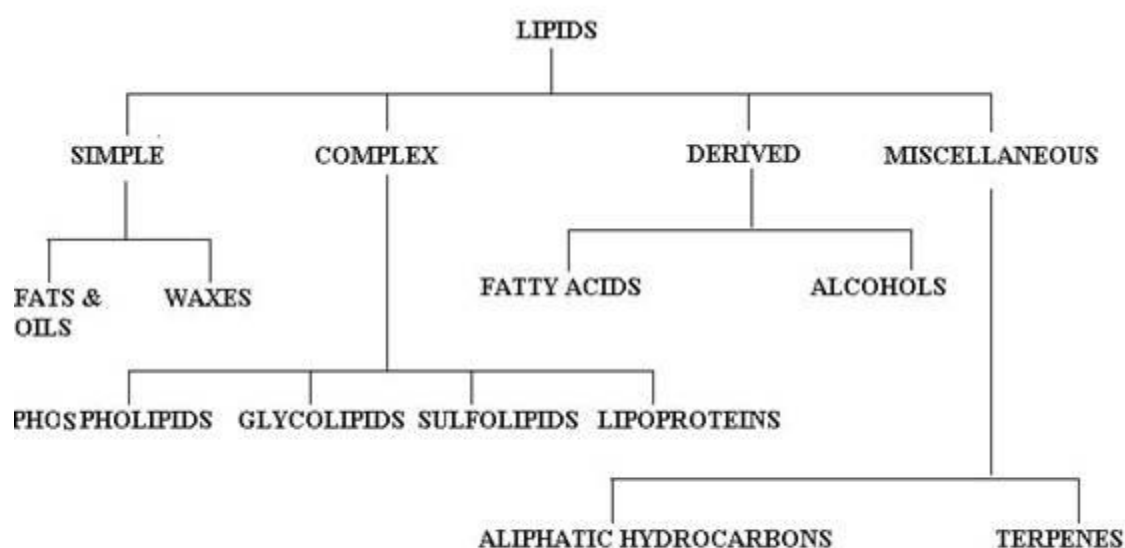 LIPIDS
SIMPLE COMPLEX DERIVED MISCELLANEOUS
FATTY ACIDS ALCOHOLS
FATS & WAXES
OILS
PHOSPHOLIPIDS GLYCOLIPIDS SULFOLIPIDS LIPOPROTEINS
ALIPHATIC HYDROCARBONS TERPENES